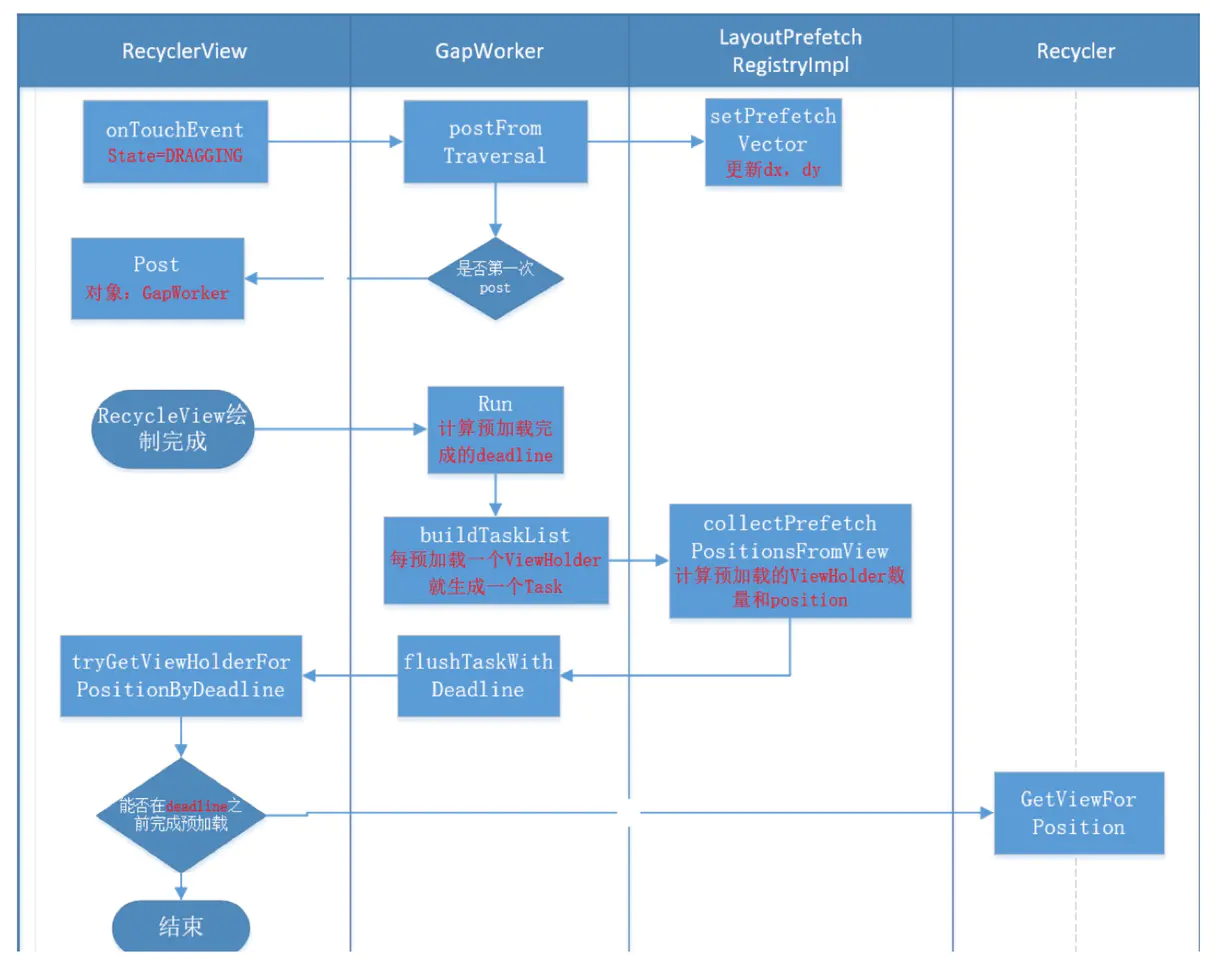 RecyclerView
GapWorker
LayoutPrefetch
RegistryImpl
Recycler
onTouchEvent
State=DRAGGING
postFrom
Traversal
setPrefetch
Vector
更新dx，dy
是否第一次
post
Post
对象：GapWorker
RecycleView绘
制完成
Run
计算预加载完
成的deadline
buildTaskList
每预加载一个ViewHolder
就生成一个Task
collectPrefetch
PositionsFromView
计算预加载的ViewHolder数
量和position
flushTaskWith
Deadline
tryGetViewHolderFor
PositionByDeadline
能否在deadline之
前完成预加载
GetViewFor
Position
结束